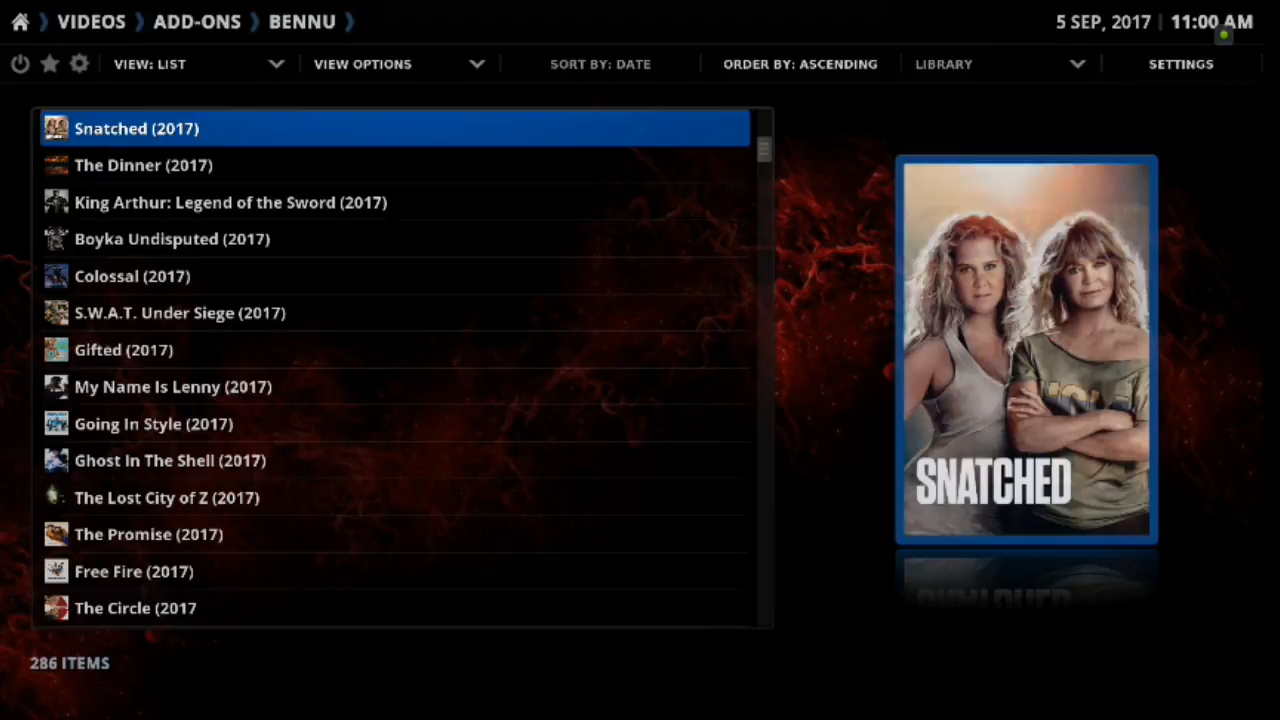 VIDEOS ADD-ONS BENNU 5 SEP, 2017 11:00 AM
VIEW: LIST VIEW OPTIONS SORT BY: DATE ORDER BY: ASCENDING LIBRARY SETTINGS
Snatched (2017)
The Dinner (2017)
King Arthur: Legend of the Sword (2017)
Boyka Undisputed (2017)
Colossal (2017)
S.W.A.T. Under Siege (2017)
Gifted (2017)
My Name Is Lenny (2017)
Going In Style (2017)
Ghost In The Shell (2017)
The Lost City of Z (2017)
The Promise (2017)
Free Fire (2017)
The Circle (2017
SNATCHED
286 ITEMS